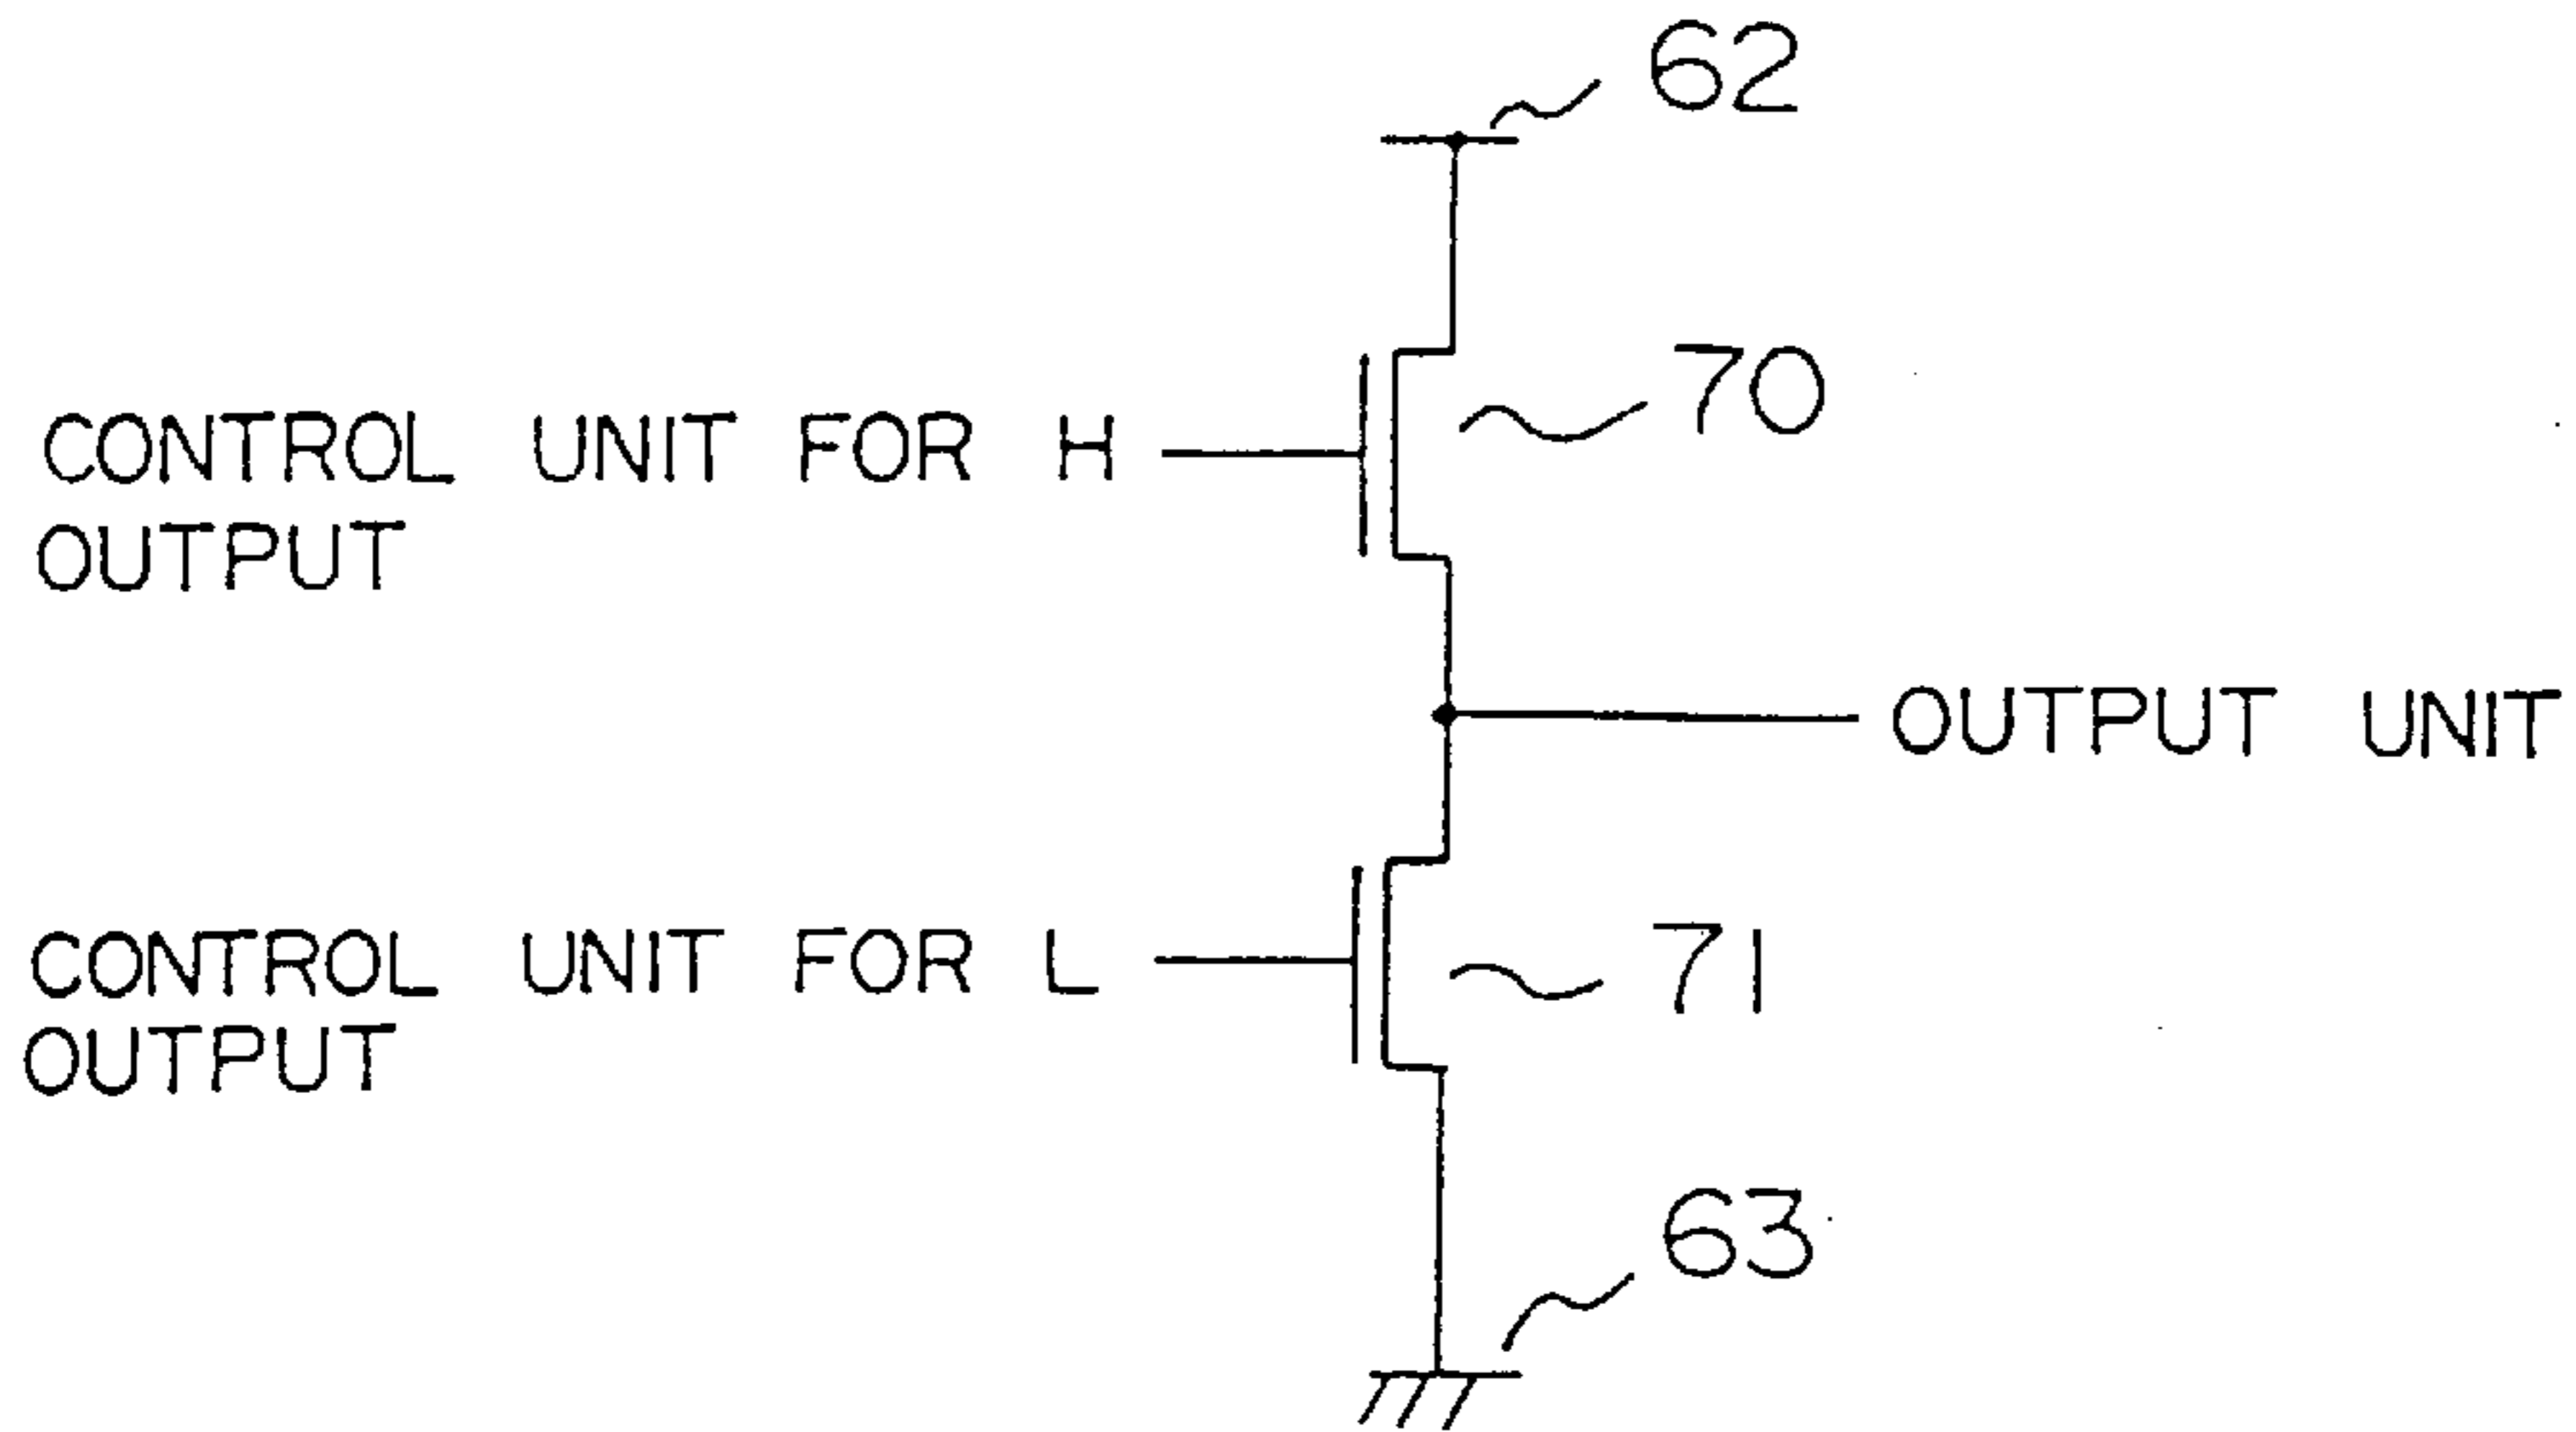 62
70
CONTROL UNIT FOR H
OUTPUT
OUTPUT UNIT
CONTROL UNIT FOR L
OUTPUT
71
63